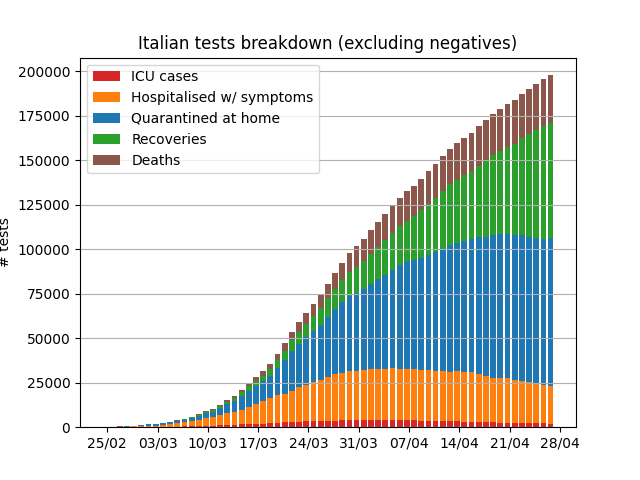 Italian tests breakdown (excluding negatives)
ICU cases
Hospitalised w/ symptoms
Quarantined at home
Recoveries
Deaths
200000
175000
150000
125000
100000
75000
50000
25000
0
# tests
25/02 03/03 10/03 17/03 24/03 31/03 07/04 14/04 21/04 28/04